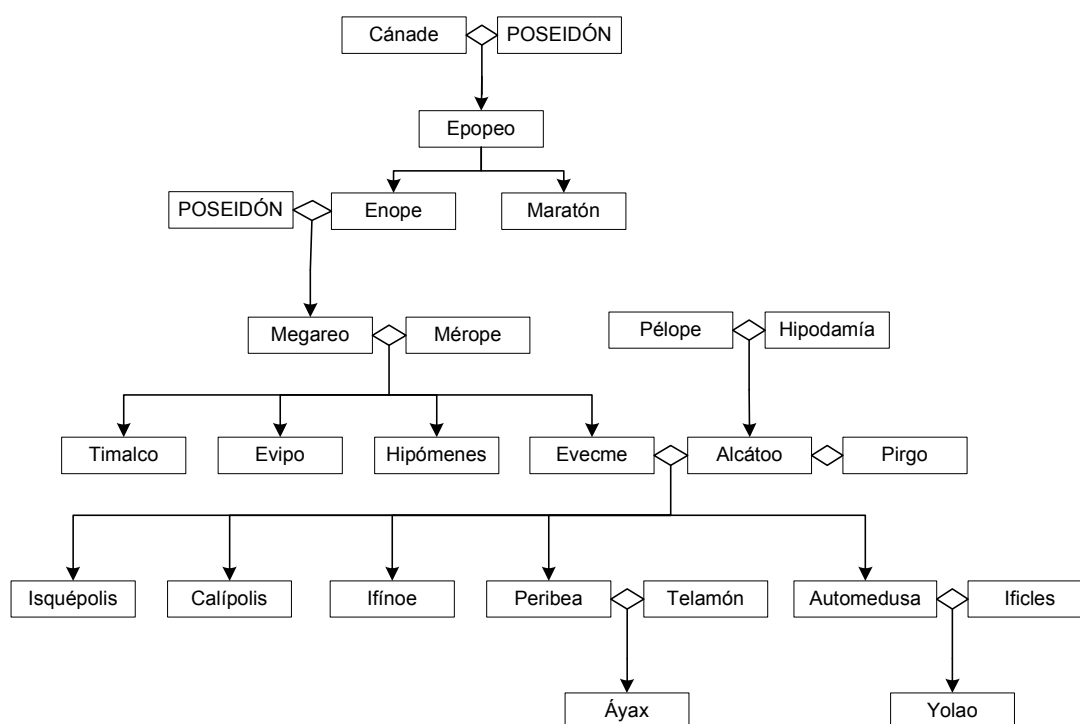 Cánade
POSEIDÓN
Epopeo
POSEIDÓN
Enope
Maratón
Megareo
Mérope
Pélope
Hipodamía
Timalco
Evipo
Hipómenes
Evecme
Alcátoo
Pirgo
Isquépolis
Calípolis
Ifínoe
Peribea
Telamón
Automedusa
Ificles
Áyax
Yolao